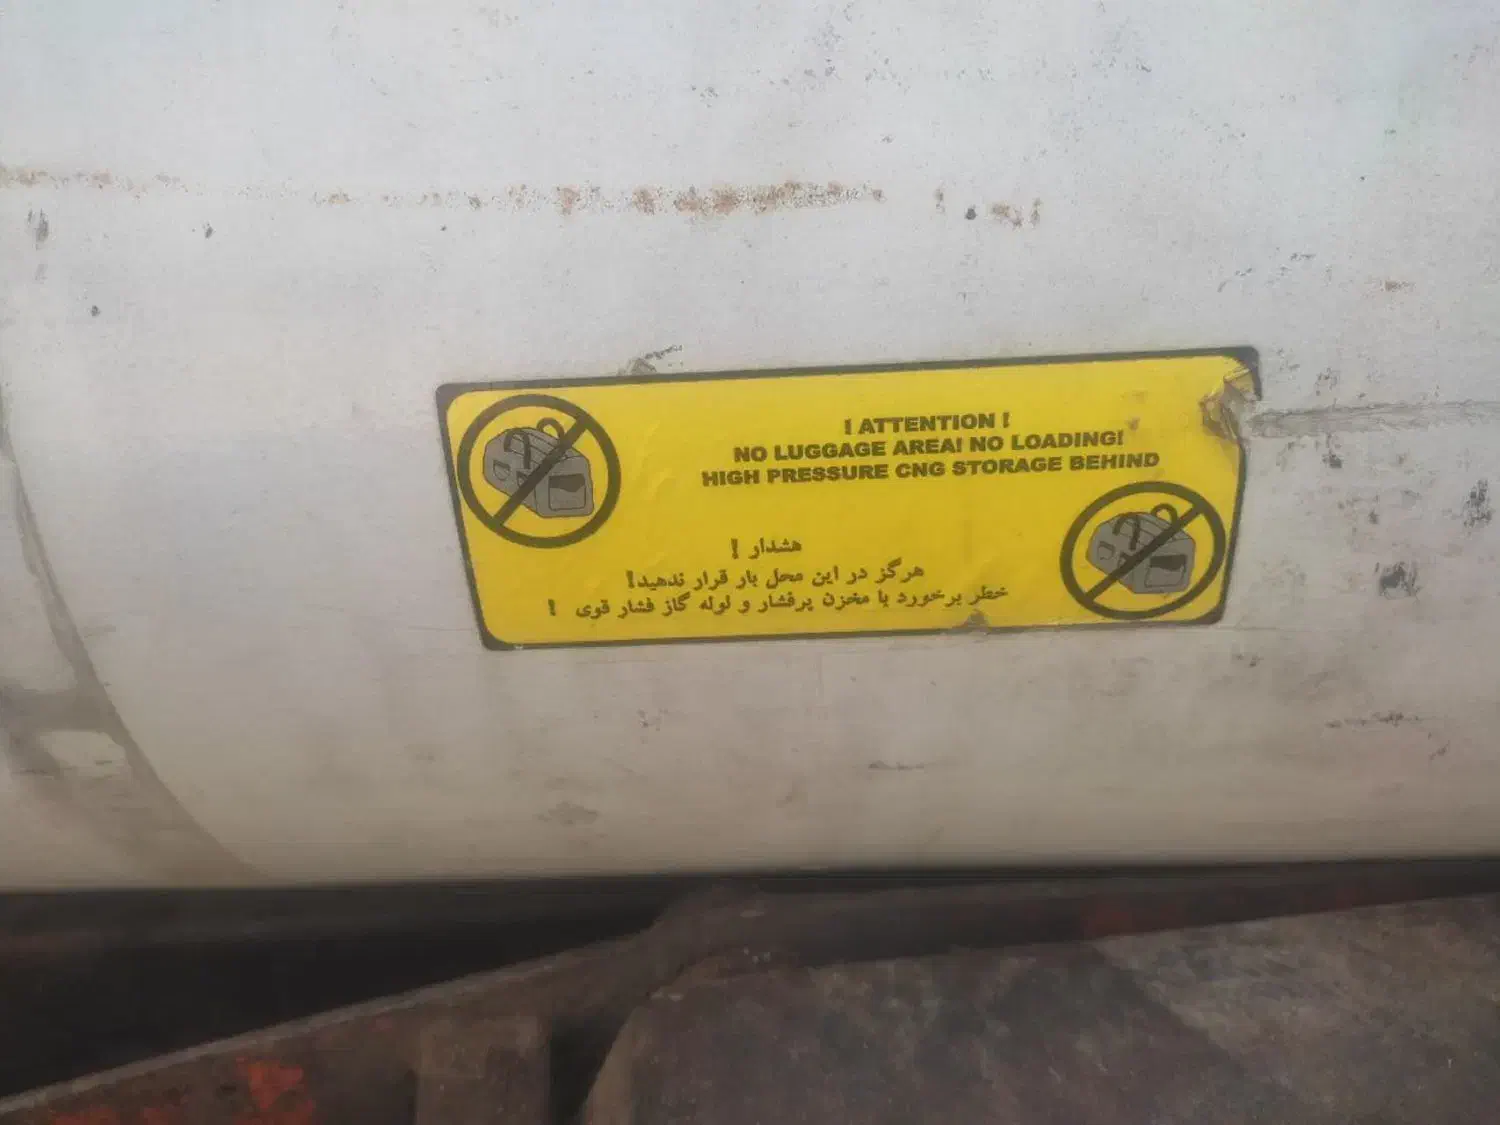 ! ATTENTION !
NO LUGGAGE AREA! NO LOADING!
HIGH PRESSURE CNG STORAGE BEHIND
هشدار !
هرگز در این محل بار قرار ندهید!
خطر برخورد با مخزن پرفشار و لوله گاز فشار قوی !